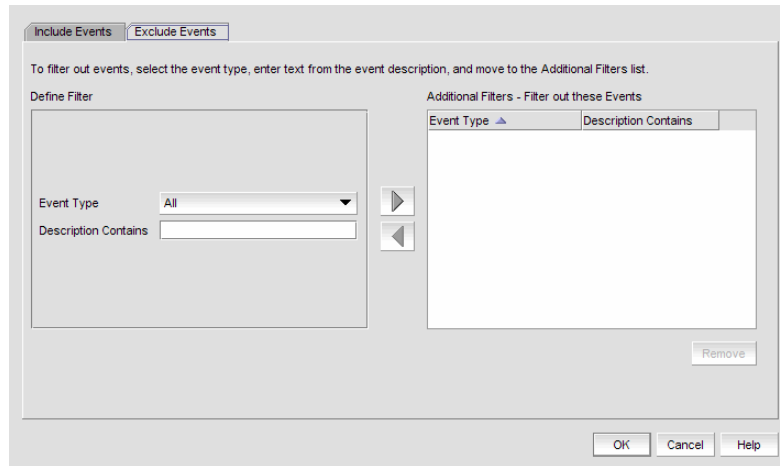 Include Events Exclude Events
To filter out events, select the event type, enter text from the event description, and move to the Additional Filters list.
Define Filter
Additional Filters - Filter out these Events
Event Type Description Contains
Event Type All
Description Contains
Remove
OK Cancel Help